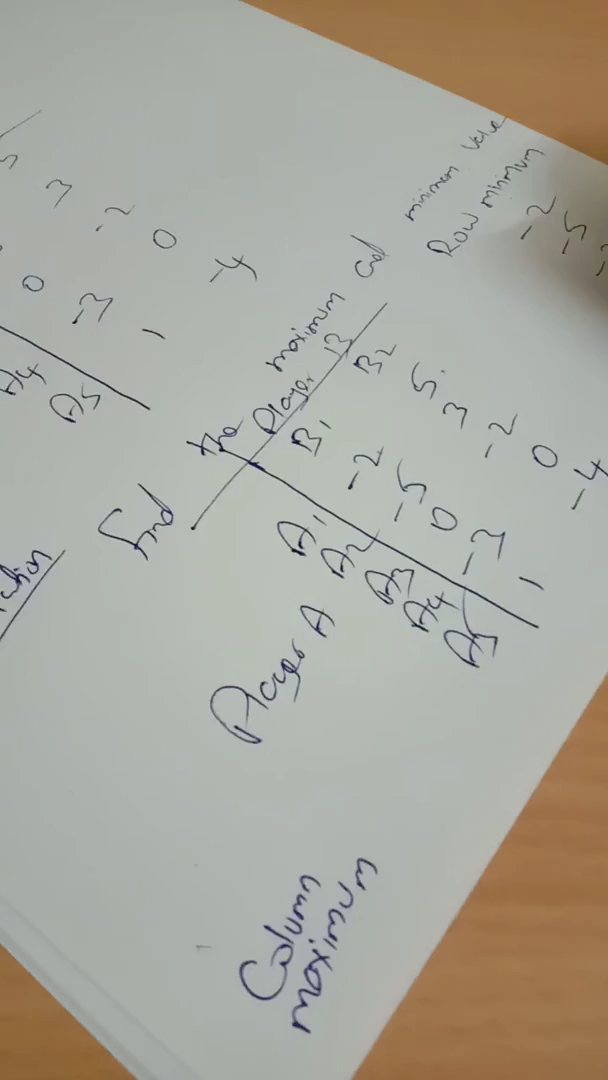 3
-2
0
0
-3
-4
A4
A5
1
Find the maximum and minimum value
Player B
B1 B2 Row minimum
A1 -2 5 -2
A2 -5 3 -5
Player A A3 0 -2
A4 -3 0
A5 1 -4
Column
maximum